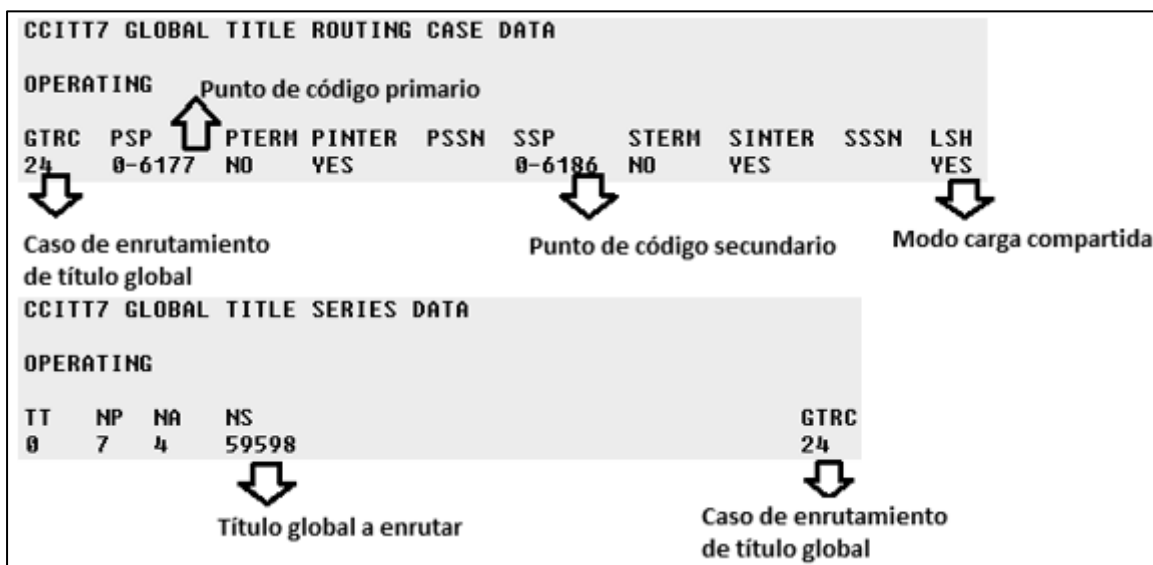 CCITT7 GLOBAL TITLE ROUTING CASE DATA
OPERATING
Punto de código primario
GTRC PSP PTERM PINTER PSSN SSP STERM SINTER SSSN LSH
24 0-6177 NO YES 0-6186 NO YES YES
Caso de enrutamiento
de título global
Punto de código secundario
Modo carga compartida
CCITT7 GLOBAL TITLE SERIES DATA
OPERATING
TT NP NA NS GTRC
0 7 4 59598 24
Título global a enrutar
Caso de enrutamiento
de título global